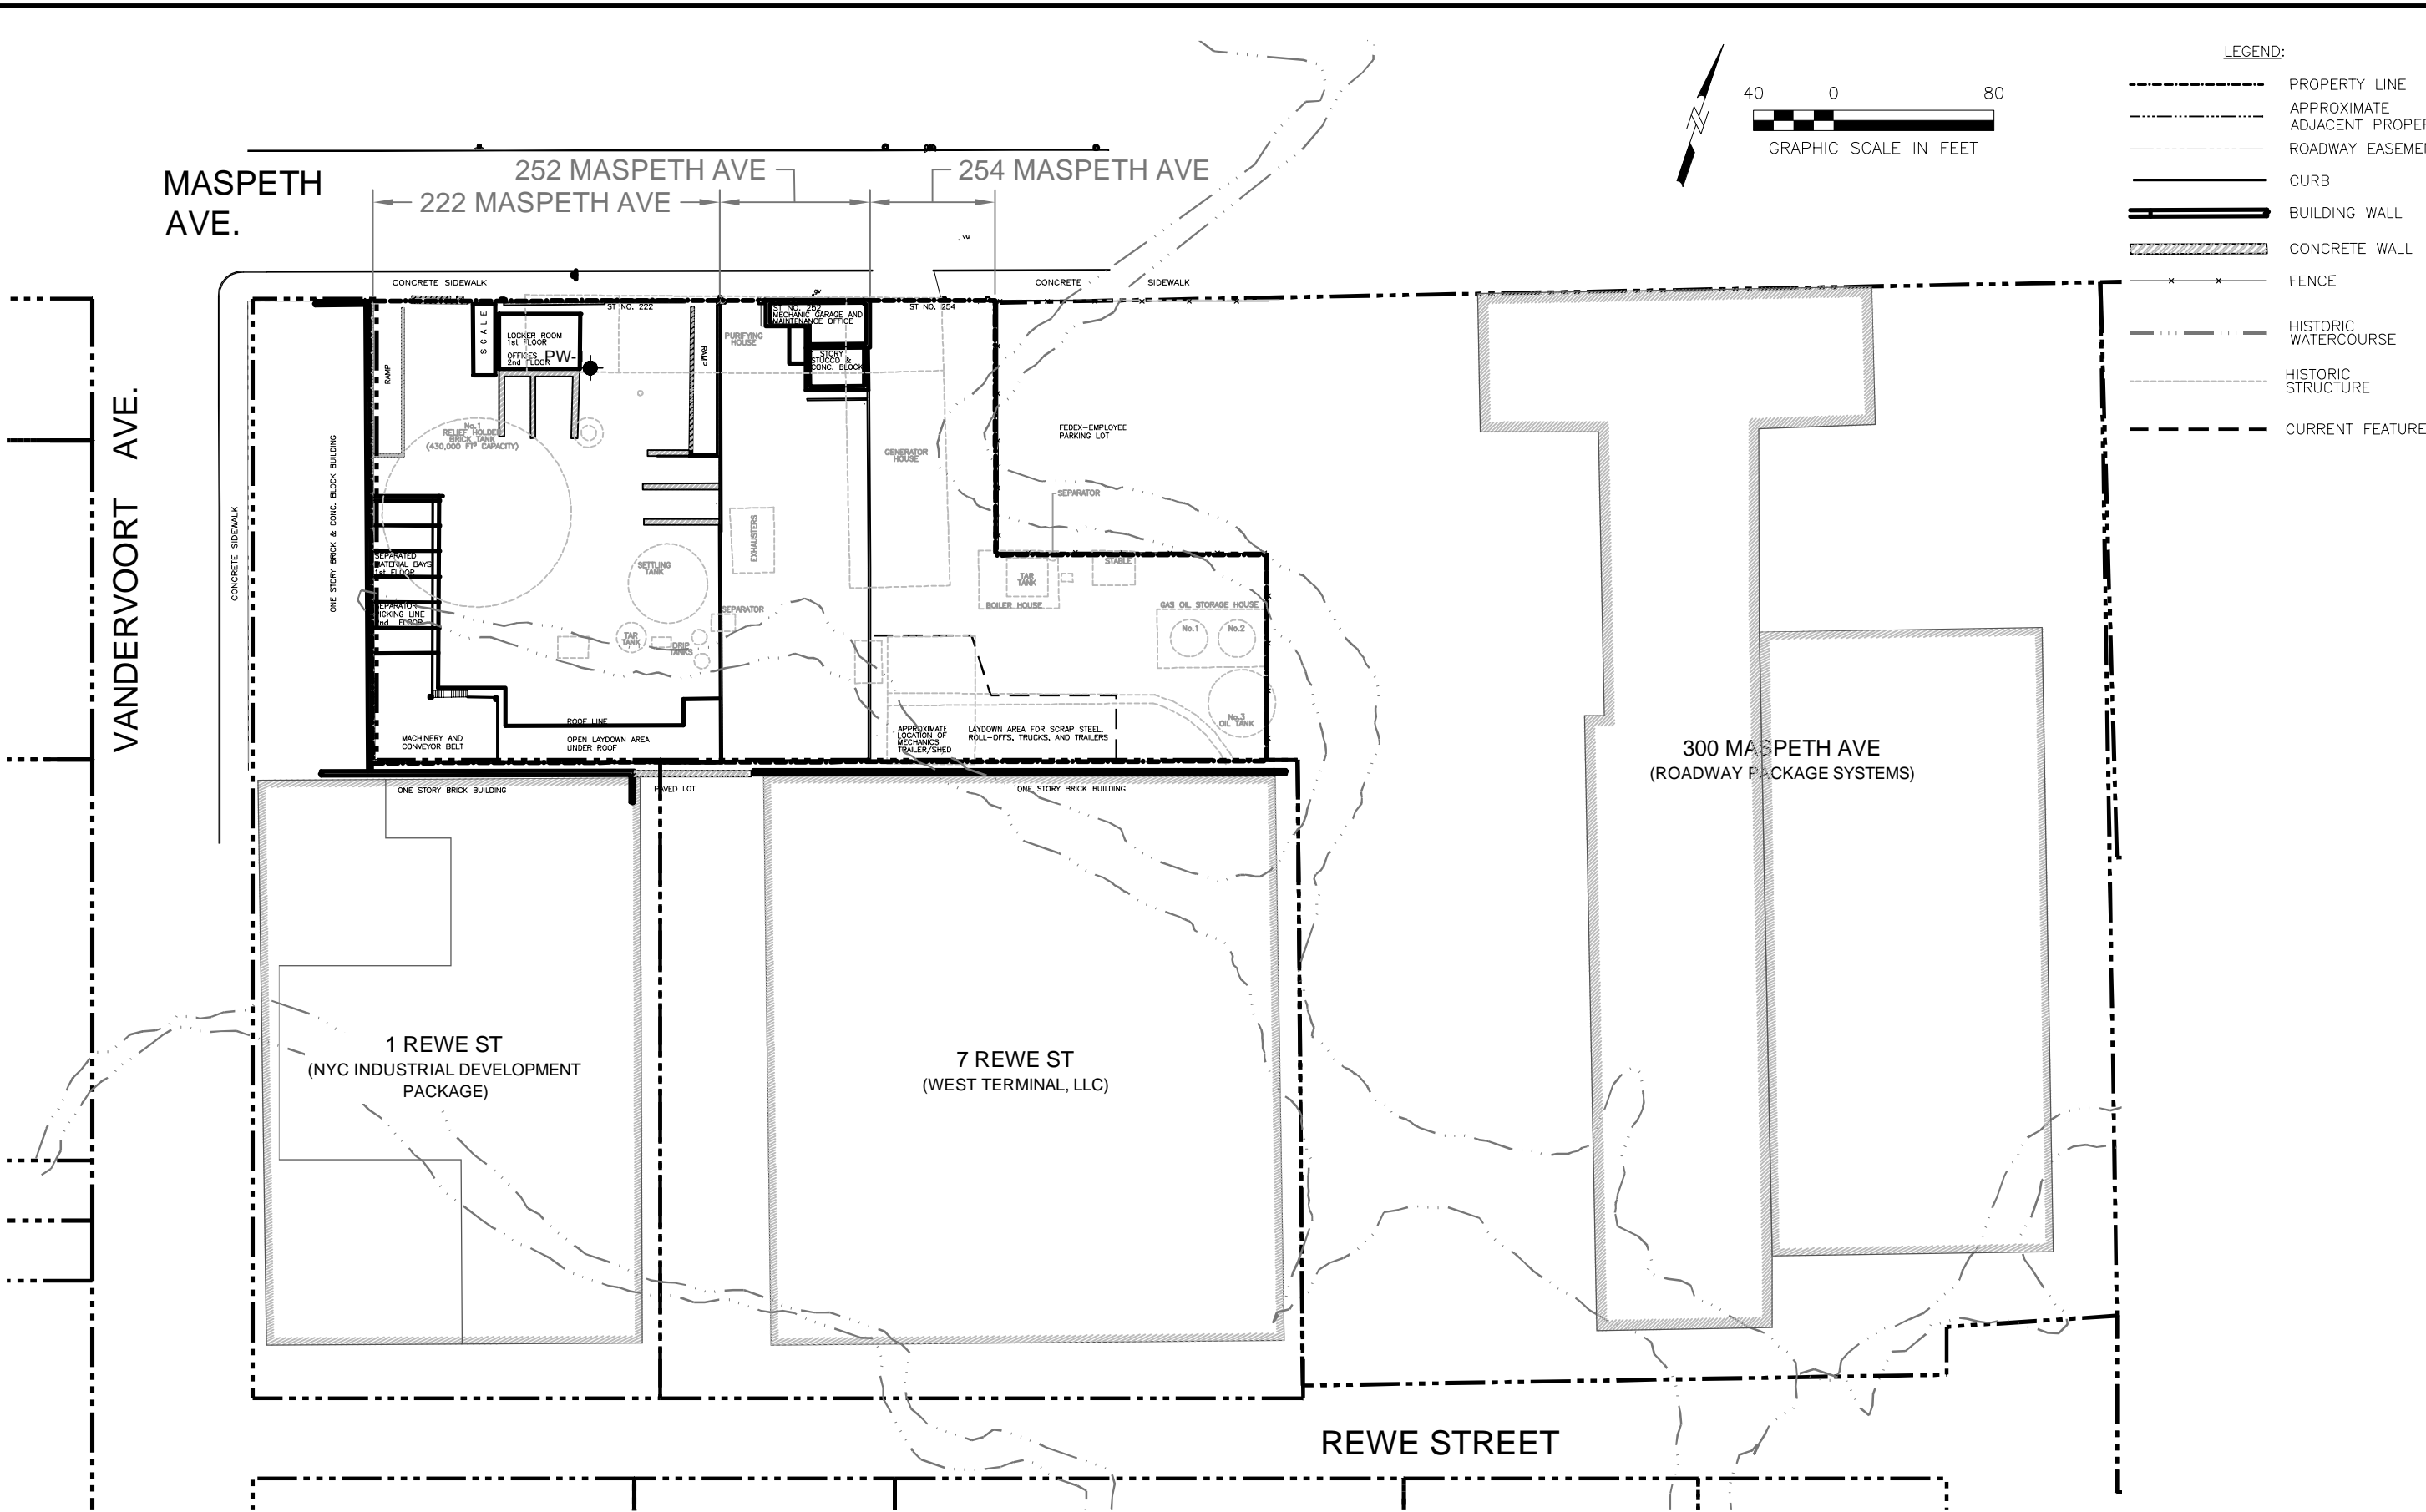 LEGEND:
PROPERTY LINE
APPROXIMATE
ADJACENT PROPER
ROADWAY EASEME
CURB
BUILDING WALL
CONCRETE WALL
FENCE
HISTORIC
WATERCOURSE
HISTORIC
STRUCTURE
CURRENT FEATURE
40 0 80
GRAPHIC SCALE IN FEET
MASPETH
AVE.
252 MASPETH AVE
254 MASPETH AVE
222 MASPETH AVE
CONCRETE SIDEWALK
CONCRETE SIDEWALK
ST NO. 222
ST NO. 252
MECHANIC GARAGE AND
MAINTENANCE OFFICE
ST NO. 254
gv
SCALE
LOCKER ROOM
1st FLOOR
OFFICES
2nd FLOOR
PW-
RAMP
RAMP
PURIFYING
HOUSE
1 STORY
STUCCO &
CONC. BLOCK
No.1
RELIEF HOLDER
BRICK TANK
(430,000 FT³ CAPACITY)
GENERATOR
HOUSE
FEDEX-EMPLOYEE
PARKING LOT
VANDERVOORT AVE.
CONCRETE SIDEWALK
ONE STORY BRICK & CONC. BLOCK BUILDING
SEPARATED
MATERIAL BAYS
1st FLOOR
SEPARATOR
PICKING LINE
2nd FLOOR
SETTLING
TANK
EXHAUSTERS
SEPARATOR
TAR
TANK
DRIP
TANKS
SEPARATOR
TAR
TANK
STABLE
BOILER HOUSE
GAS OIL STORAGE HOUSE
No.1
No.2
No.3
OIL TANK
ROOF LINE
MACHINERY AND
CONVEYOR BELT
OPEN LAYDOWN AREA
UNDER ROOF
APPROXIMATE
LOCATION OF
MECHANICS
TRAILER/SHED
LAYDOWN AREA FOR SCRAP STEEL,
ROLL-OFFS, TRUCKS, AND TRAILERS
ONE STORY BRICK BUILDING
PAVED LOT
ONE STORY BRICK BUILDING
300 MASPETH AVE
(ROADWAY PACKAGE SYSTEMS)
1 REWE ST
(NYC INDUSTRIAL DEVELOPMENT
PACKAGE)
7 REWE ST
(WEST TERMINAL, LLC)
REWE STREET